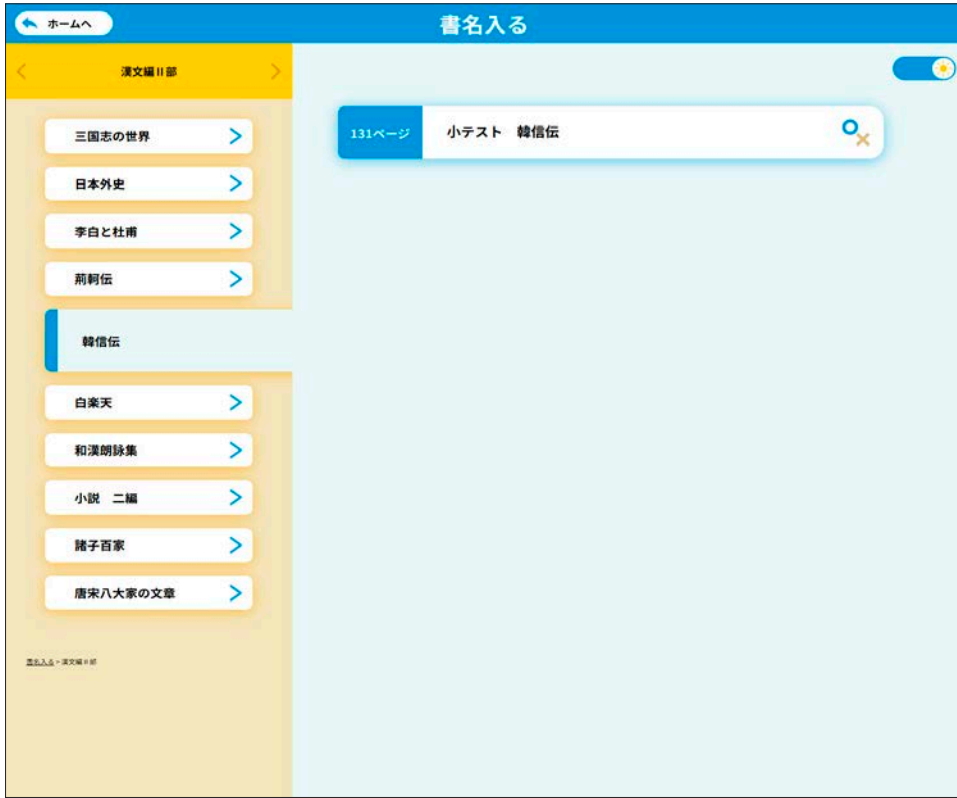 ホームへ
書名入る
漢文編Ⅱ部
三国志の世界
日本外史
李白と杜甫
荊軻伝
韓信伝
白楽天
和漢朗詠集
小説　二編
諸子百家
唐宋八大家の文章
書名入る > 漢文編Ⅱ部
131ページ
小テスト　韓信伝